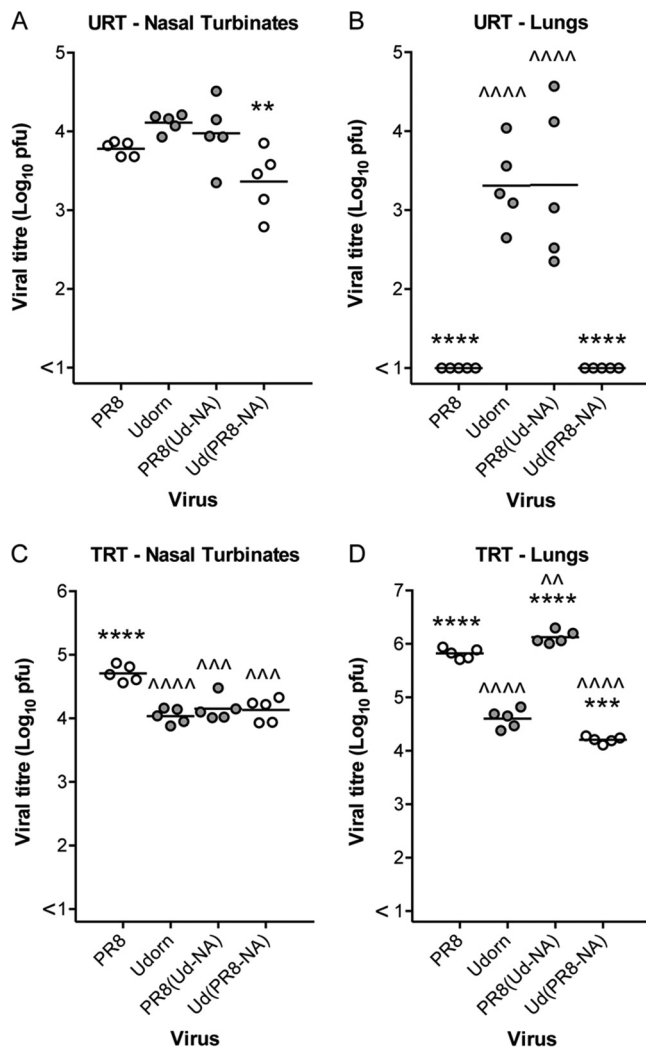 A
URT - Nasal Turbinates
Viral titre (Log10 pfu)
5
4
3
2
<1
**
PR8
Udorn
PR8(Ud-NA)
Ud(PR8-NA)
Virus
B
URT - Lungs
Viral titre (Log10 pfu)
5
4
3
2
<1
****
^^^^
^^^^
****
PR8
Udorn
PR8(Ud-NA)
Ud(PR8-NA)
Virus
C
TRT - Nasal Turbinates
Viral titre (Log10 pfu)
6
5
4
3
2
<1
****
^^^^
^^^
^^^
PR8
Udorn
PR8(Ud-NA)
Ud(PR8-NA)
Virus
D
TRT - Lungs
Viral titre (Log10 pfu)
7
6
5
4
3
2
<1
****
^^^^
^^
****
^^^^
***
PR8
Udorn
PR8(Ud-NA)
Ud(PR8-NA)
Virus